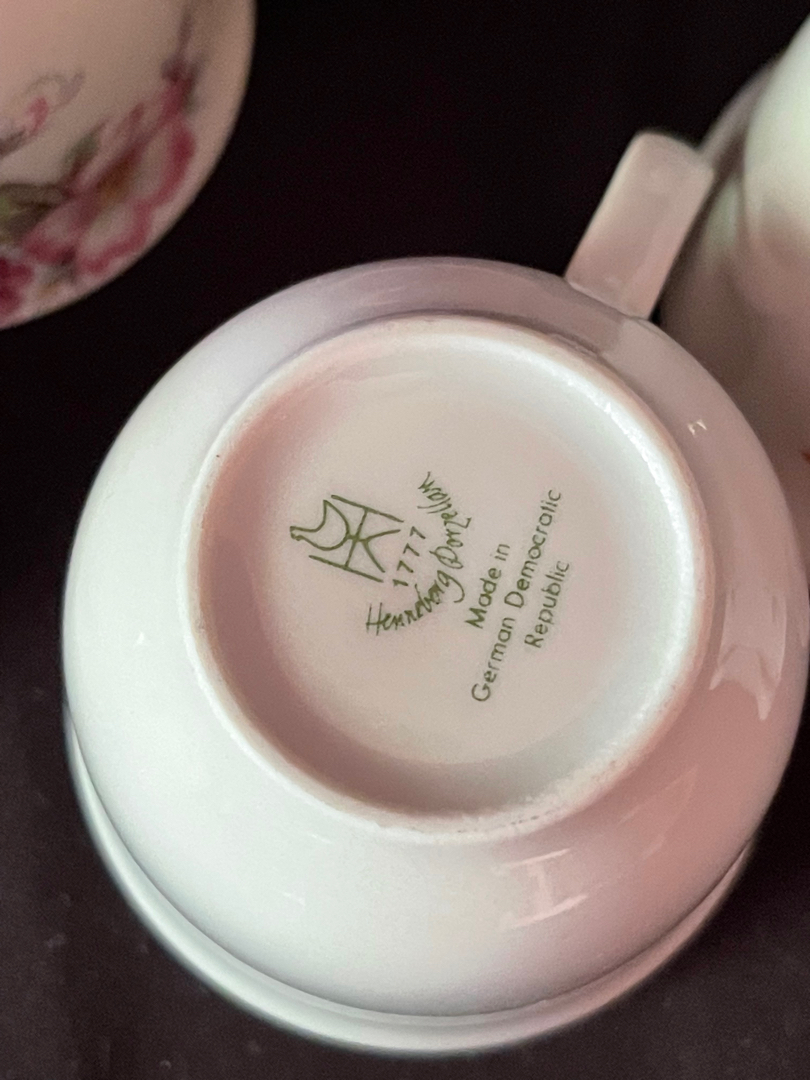 1777
Henneberg Porzellan
Made in
German Democratic
Republic